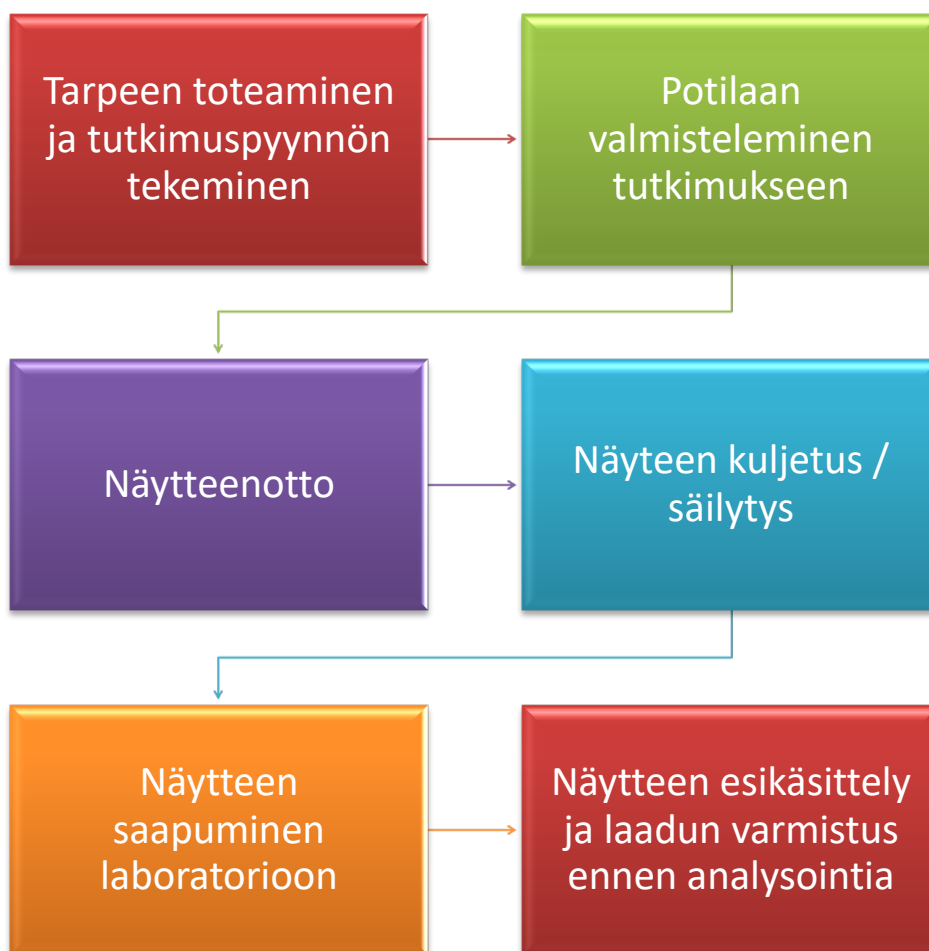 Tarpeen toteaminen
ja tutkimuspyynnön
tekeminen
Potilaan
valmisteleminen
tutkimukseen
Näytteenotto
Näyteen kuljetus /
säilytys
Näytteen
saapuminen
laboratorioon
Näytteen esikäsittely
ja laadun varmistus
ennen analysointia